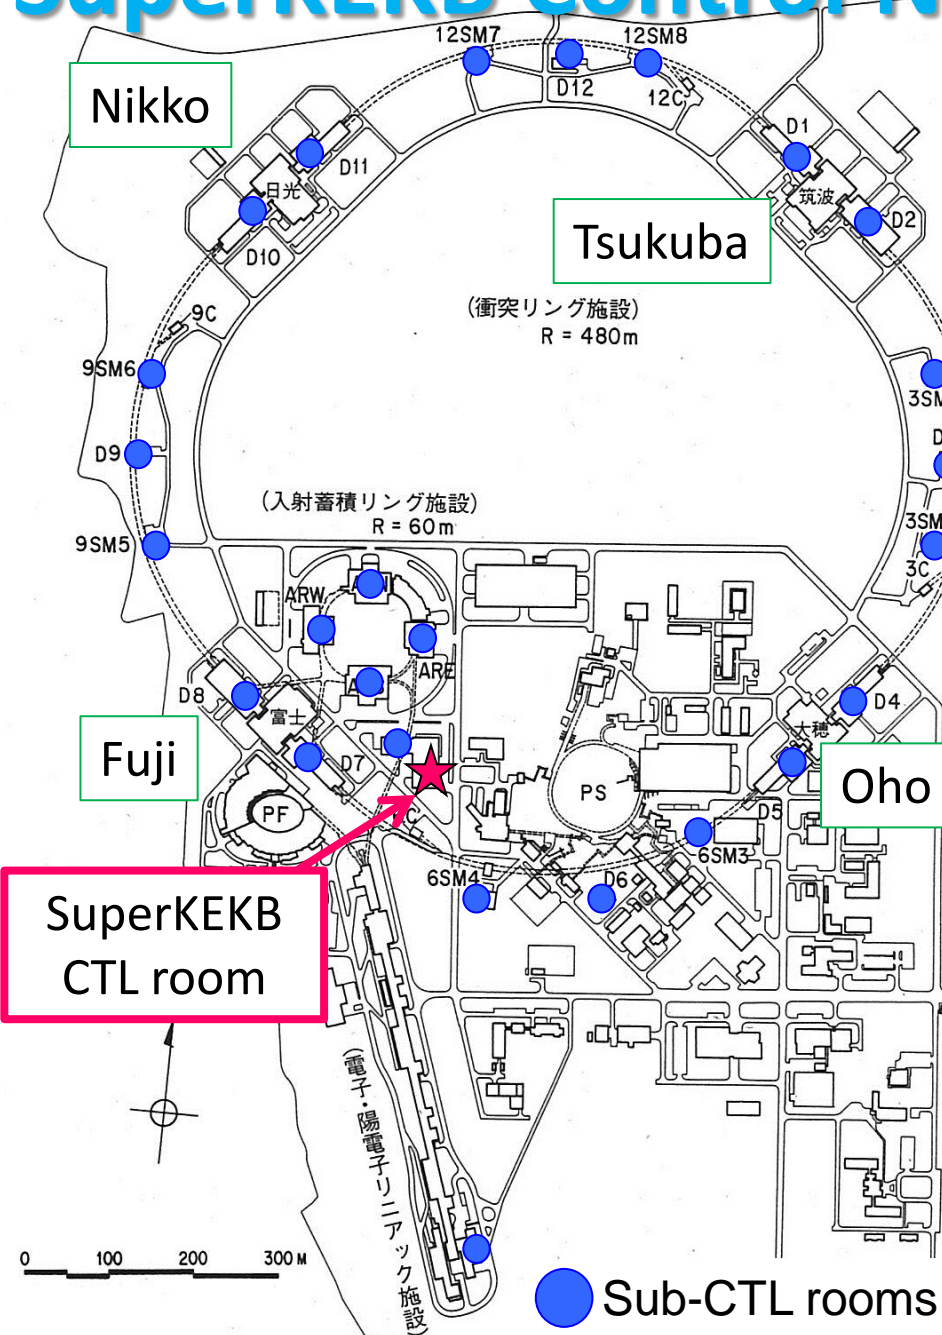 SuperKEKB Control N
12SM7
12SM8
Nikko
D12
12C
D1
D11
日光
筑波
D2
Tsukuba
D10
(衝突リング施設)
R = 480m
9C
9SM6
3SM
D9
D
(入射蓄積リング施設)
R = 60m
3SM
9SM5
3C
ARW
ARE
D8
D4
富士
大穂
Fuji
D7
Oho
PS
PF
C
D5
6SM3
6SM4
D6
SuperKEKB
CTL room
(電子・陽電子リニアック施設)
0 100 200 300 M
Sub-CTL rooms